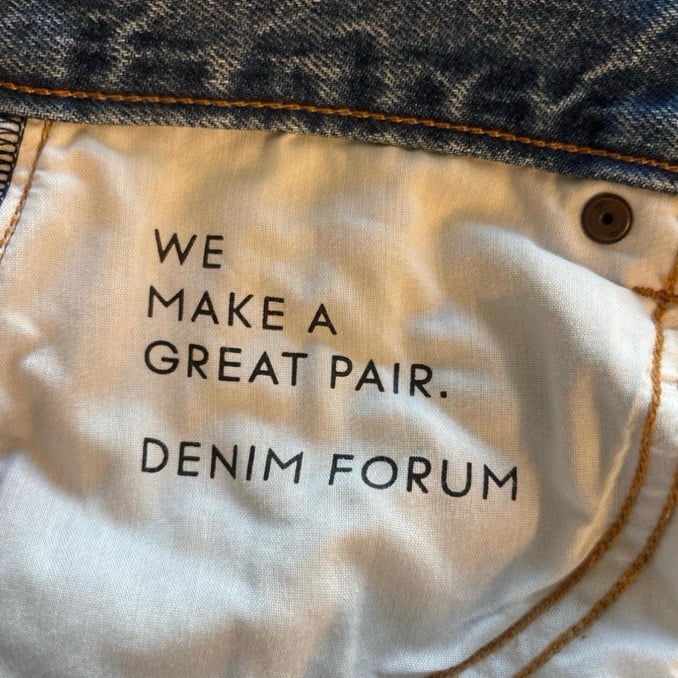 WE
MAKE A
GREAT PAIR.
DENIM FORUM